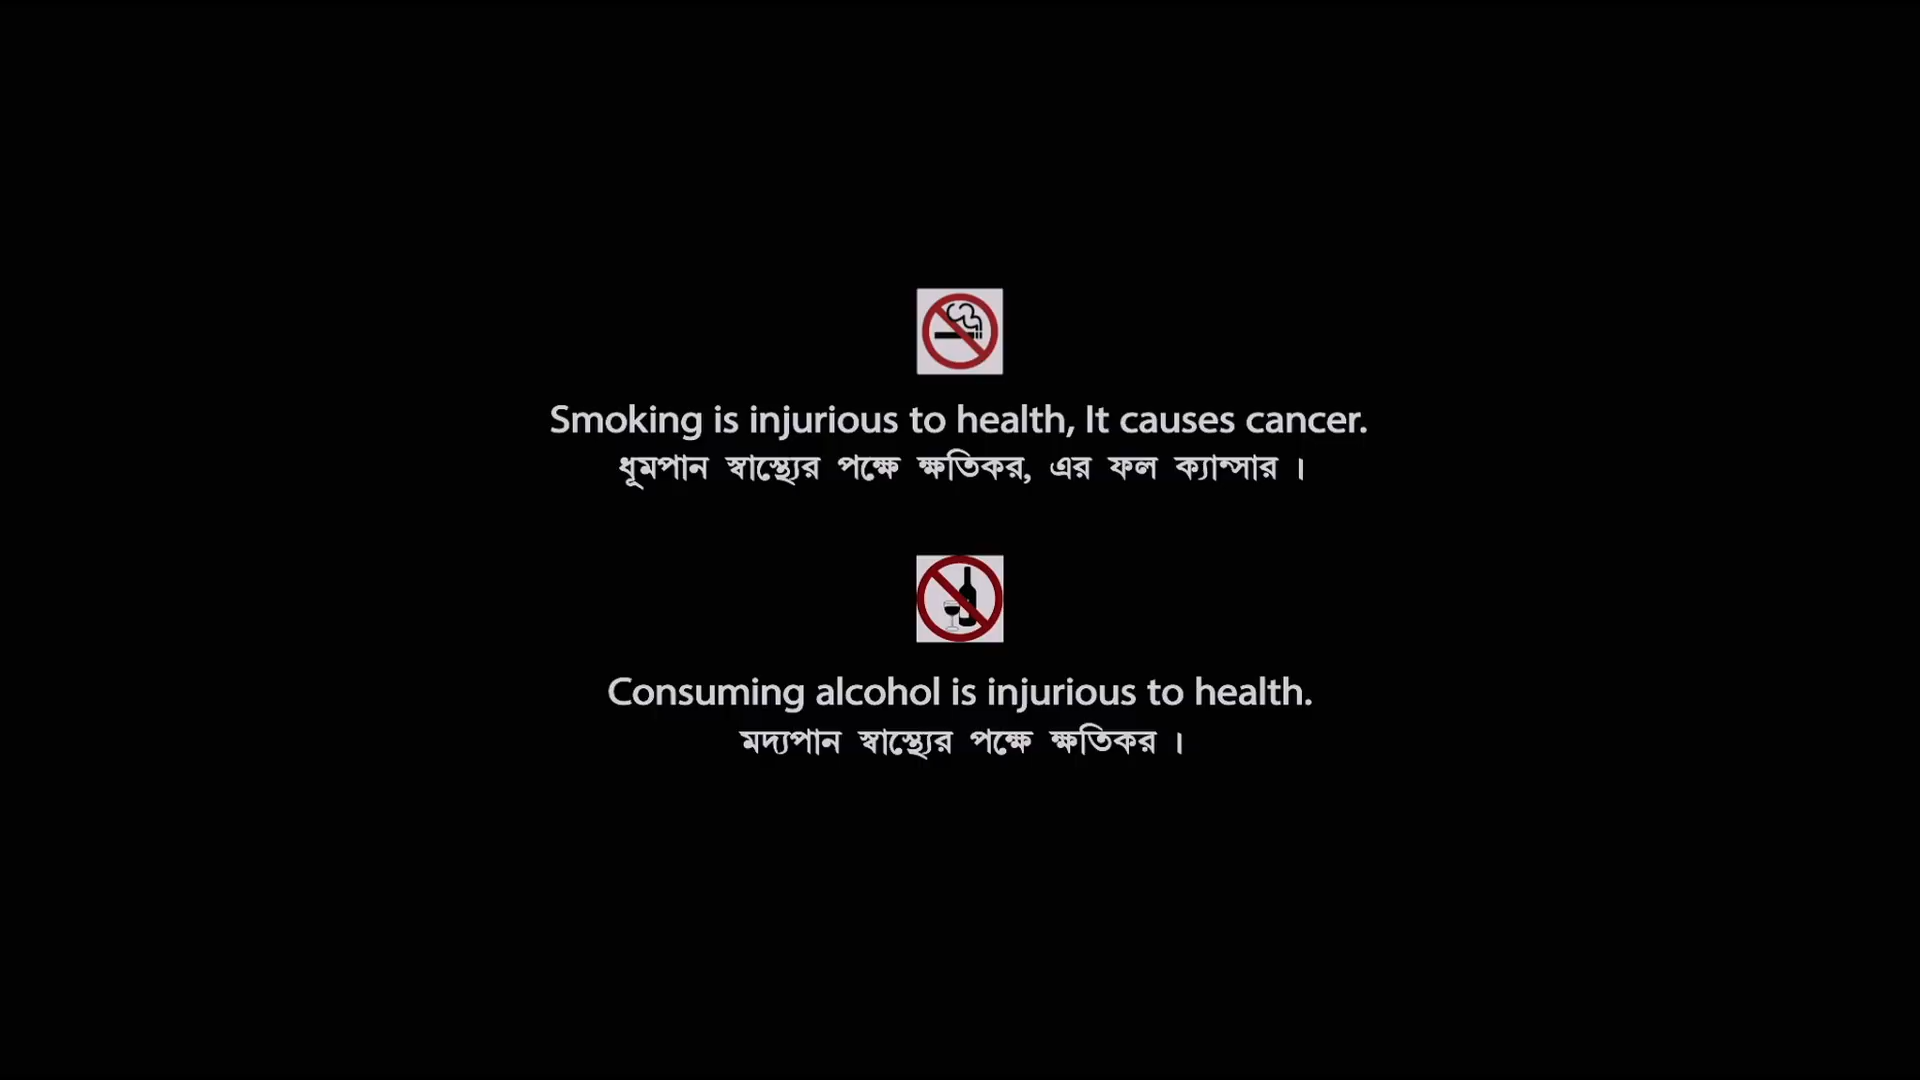 Smoking is injurious to health, It causes cancer.
ধূমপান স্বাস্থ্যের পক্ষে ক্ষতিকর, এর ফল ক্যান্সার ।
Consuming alcohol is injurious to health.
মদ্যপান স্বাস্থ্যের পক্ষে ক্ষতিকর ।